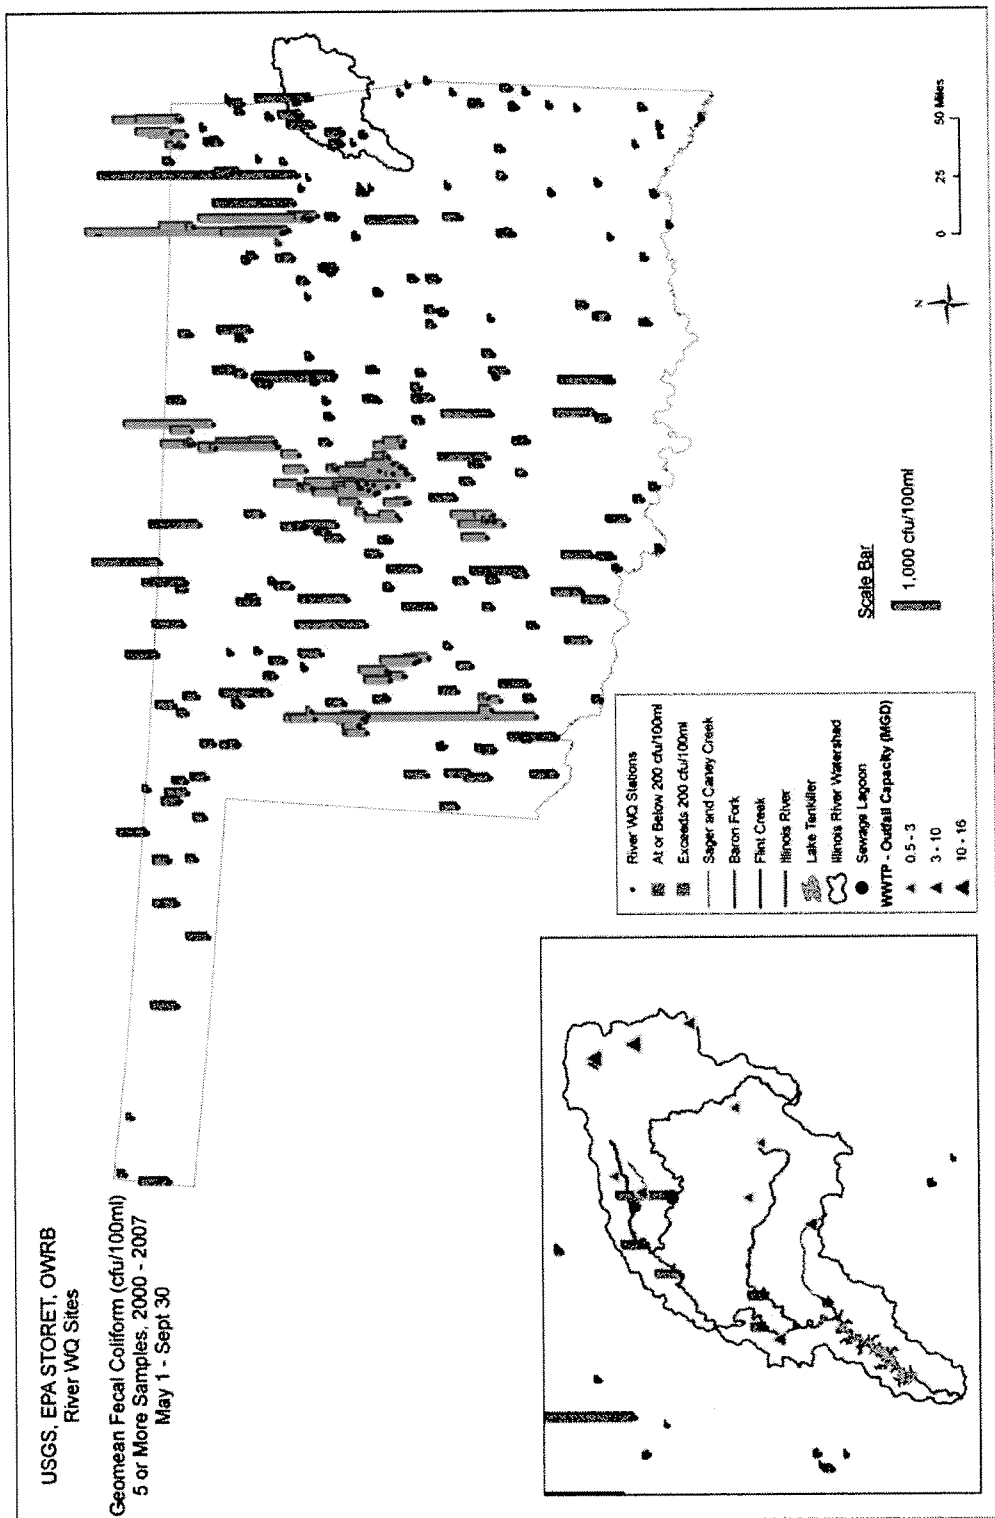 USGS, EPA STORET, OWRB
River WQ Sites
Geomean Fecal Coliform (cfu/100ml)
5 or More Samples, 2000 - 2007
May 1 - Sept 30
River WQ Stations
At or Below 200 cfu/100ml
Exceeds 200 cfu/100ml
Sager and Caney Creek
Baron Fork
Flint Creek
Illinois River
Lake Tenkiller
Illinois River Watershed
Sewage Lagoon
WWTP - Outfall Capacity (MGD)
0.5 - 3
3 - 10
10 - 16
Scale Bar
1,000 cfu/100ml
N
0 25 50 Miles